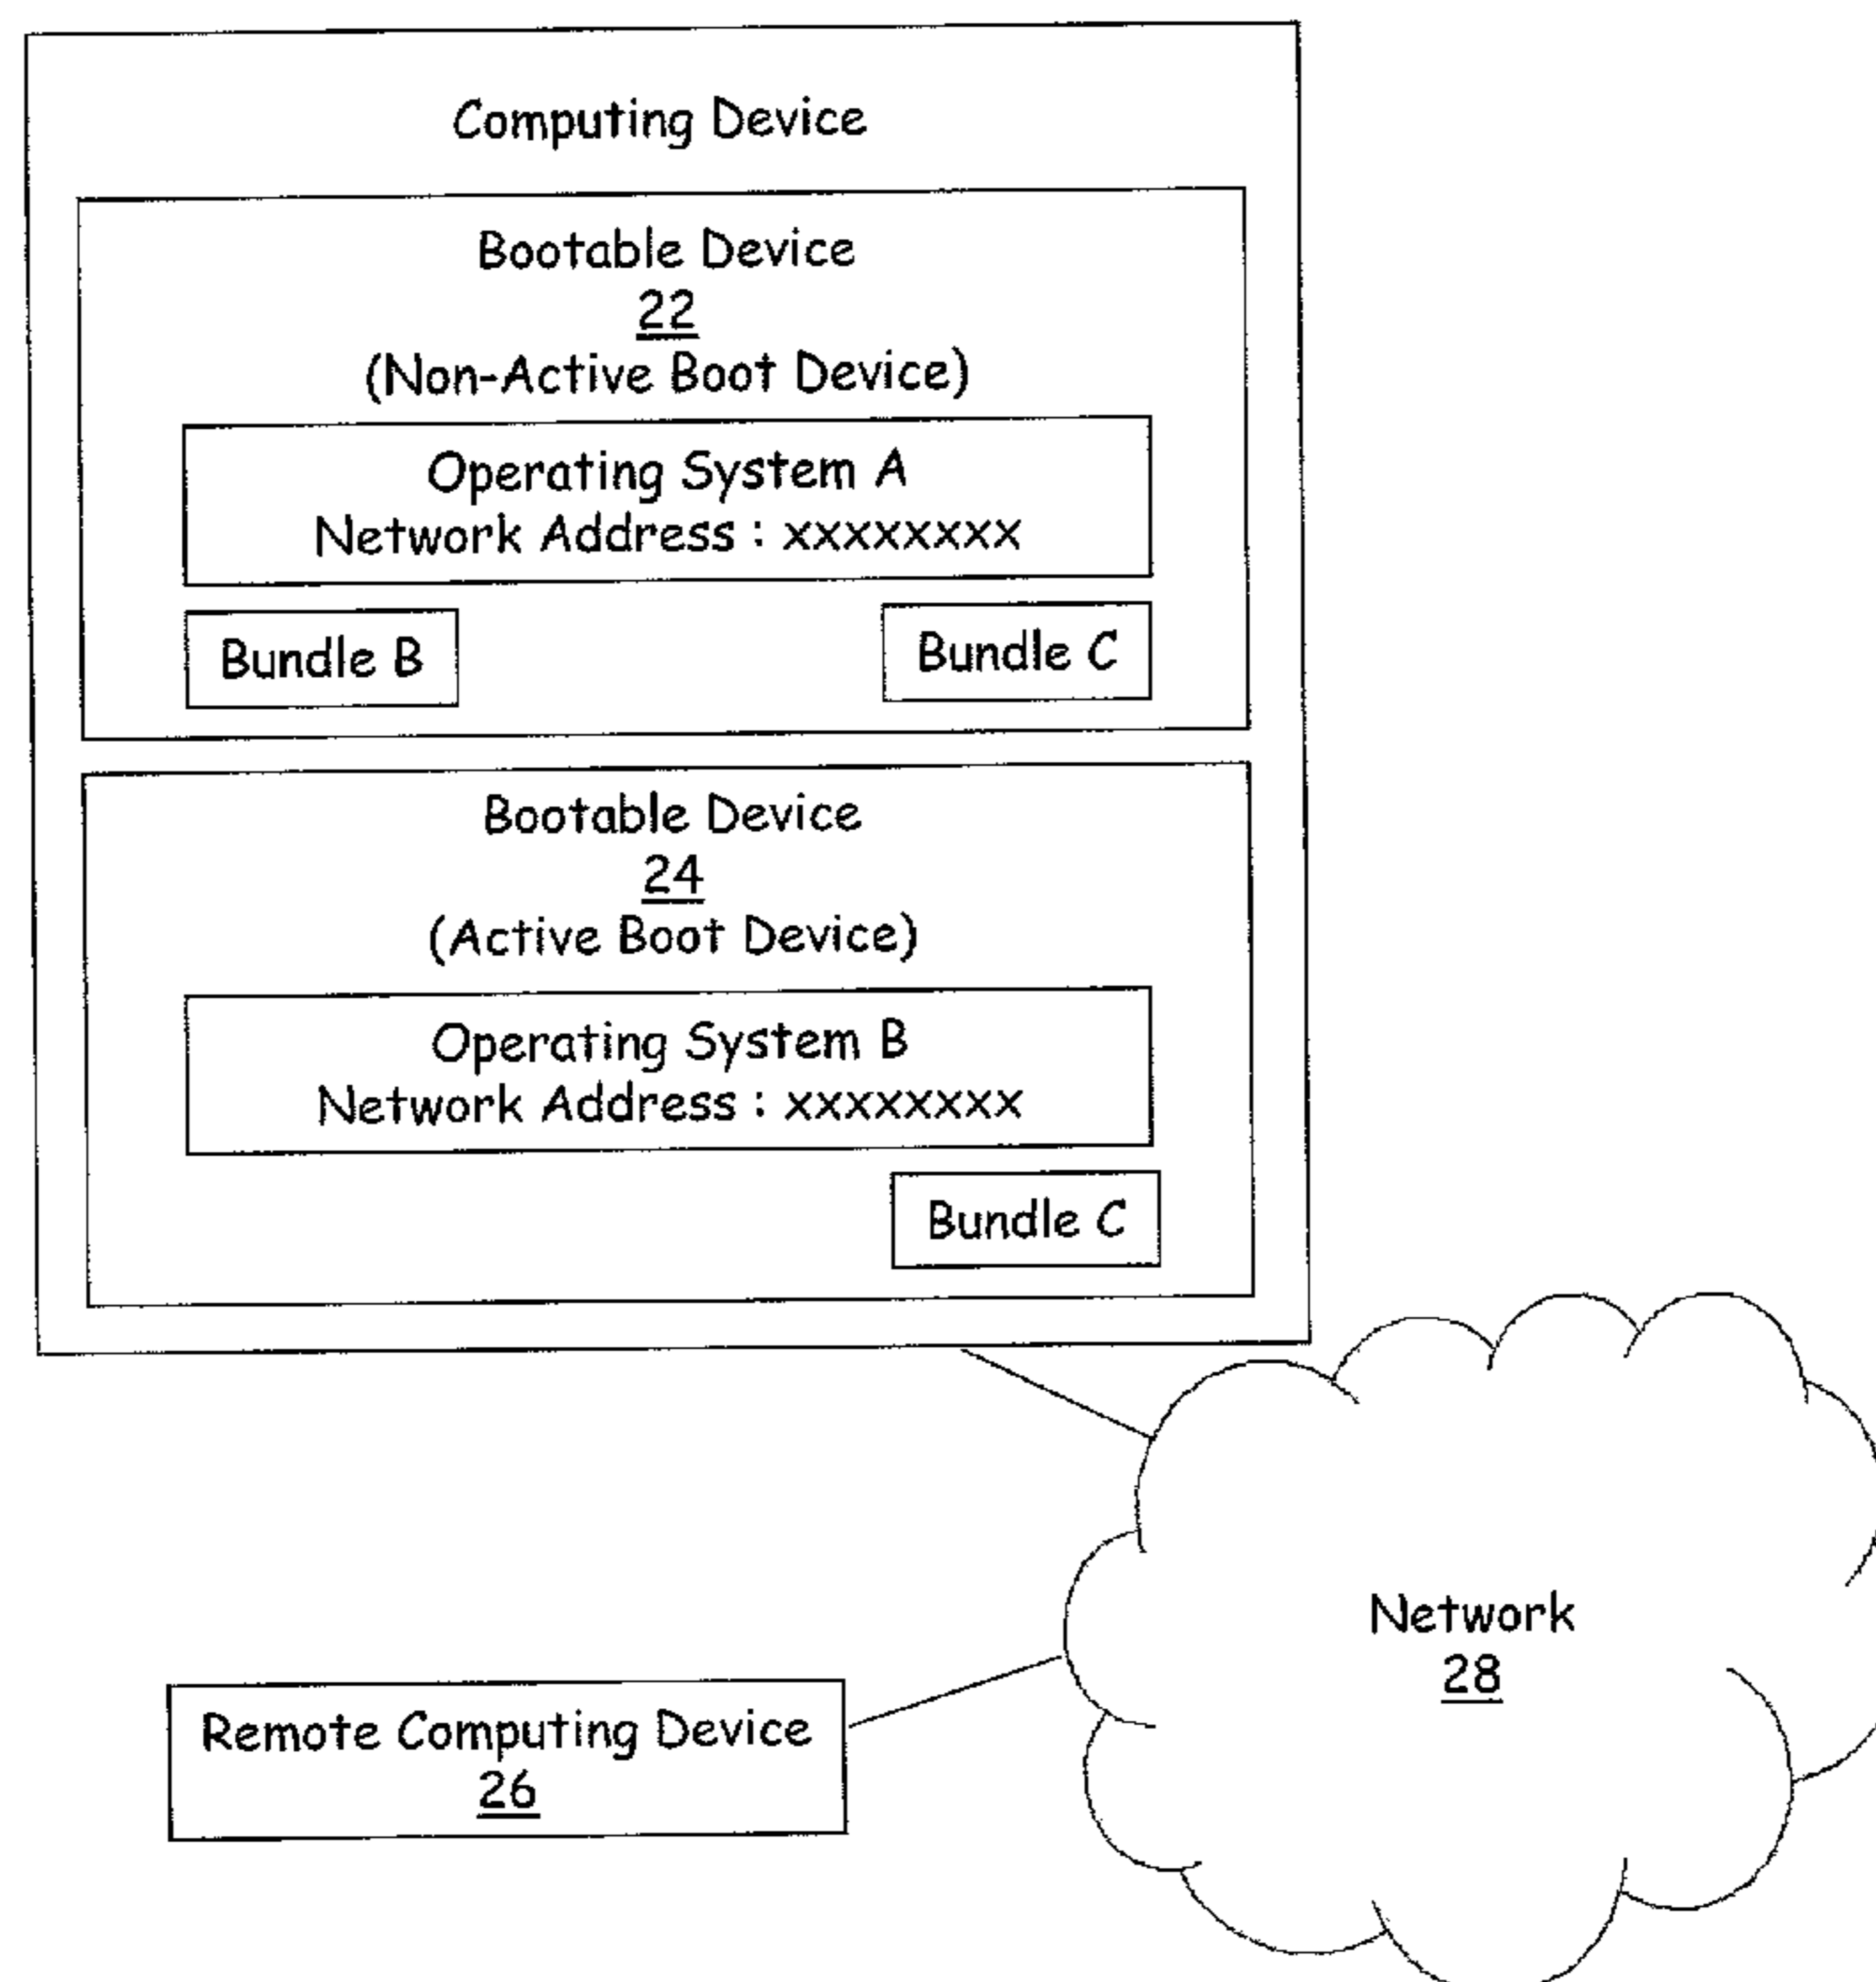 Computing Device
Bootable Device
22
(Non-Active Boot Device)
Operating System A
Network Address : xxxxxxxx
Bundle B
Bundle C
Bootable Device
24
(Active Boot Device)
Operating System B
Network Address : xxxxxxxx
Bundle C
Network
28
Remote Computing Device
26